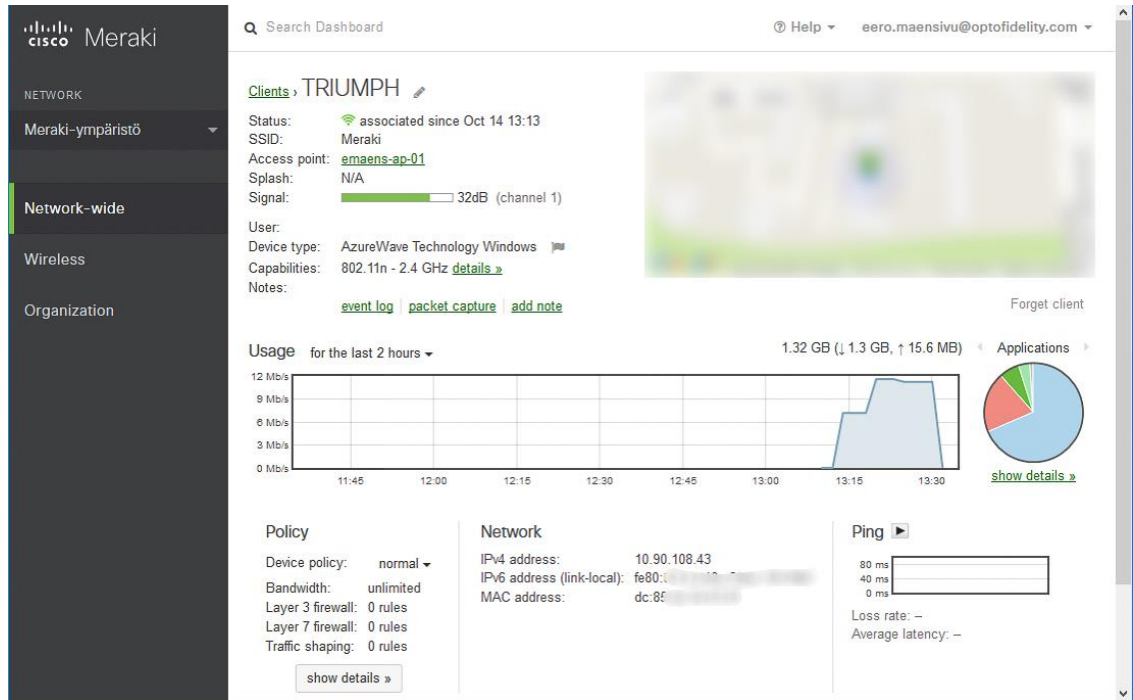 cisco Meraki
Search Dashboard
Help
eero.maensivu@optofidelity.com
NETWORK
Meraki-ympäristö
Network-wide
Wireless
Organization
Clients › TRIUMPH
Status: associated since Oct 14 13:13
SSID: Meraki
Access point: emaens-ap-01
Splash: N/A
Signal: 32dB (channel 1)
User:
Device type: AzureWave Technology Windows
Capabilities: 802.11n - 2.4 GHz details »
Notes:
event log packet capture add note
Forget client
Usage for the last 2 hours
1.32 GB (↓ 1.3 GB, ↑ 15.6 MB)
Applications
12 Mb/s
9 Mb/s
6 Mb/s
3 Mb/s
0 Mb/s
11:45 12:00 12:15 12:30 12:45 13:00 13:15 13:30
show details »
Policy
Device policy: normal
Bandwidth: unlimited
Layer 3 firewall: 0 rules
Layer 7 firewall: 0 rules
Traffic shaping: 0 rules
show details »
Network
IPv4 address: 10.90.108.43
IPv6 address (link-local): fe80:
MAC address: dc:85
Ping
80 ms
40 ms
0 ms
Loss rate: –
Average latency: –